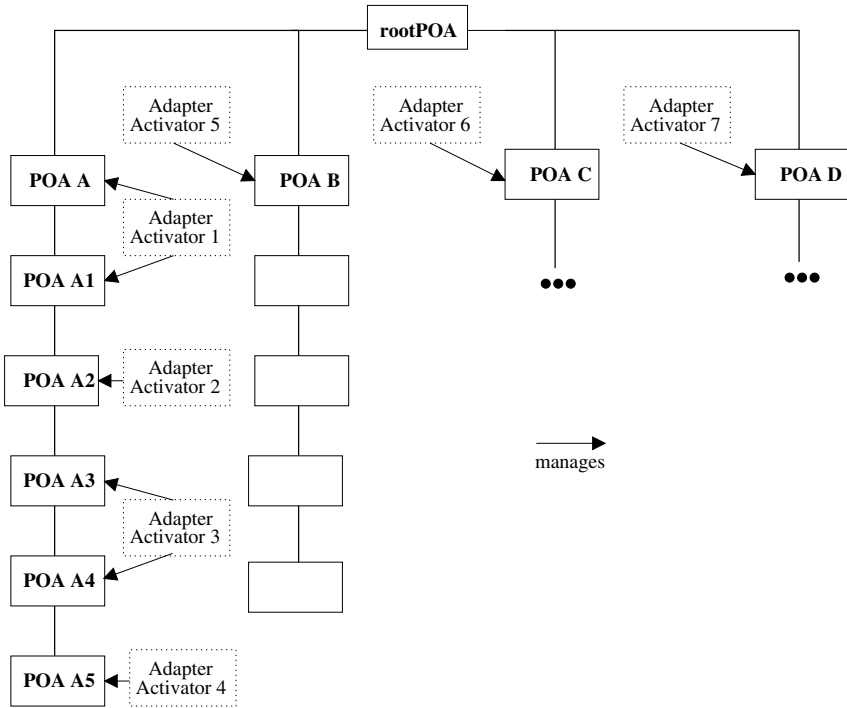 rootPOA
Adapter
Activator 5
Adapter
Activator 6
Adapter
Activator 7
POA A
POA B
POA C
POA D
Adapter
Activator 1
POA A1
POA A2
Adapter
Activator 2
manages
POA A3
Adapter
Activator 3
POA A4
POA A5
Adapter
Activator 4